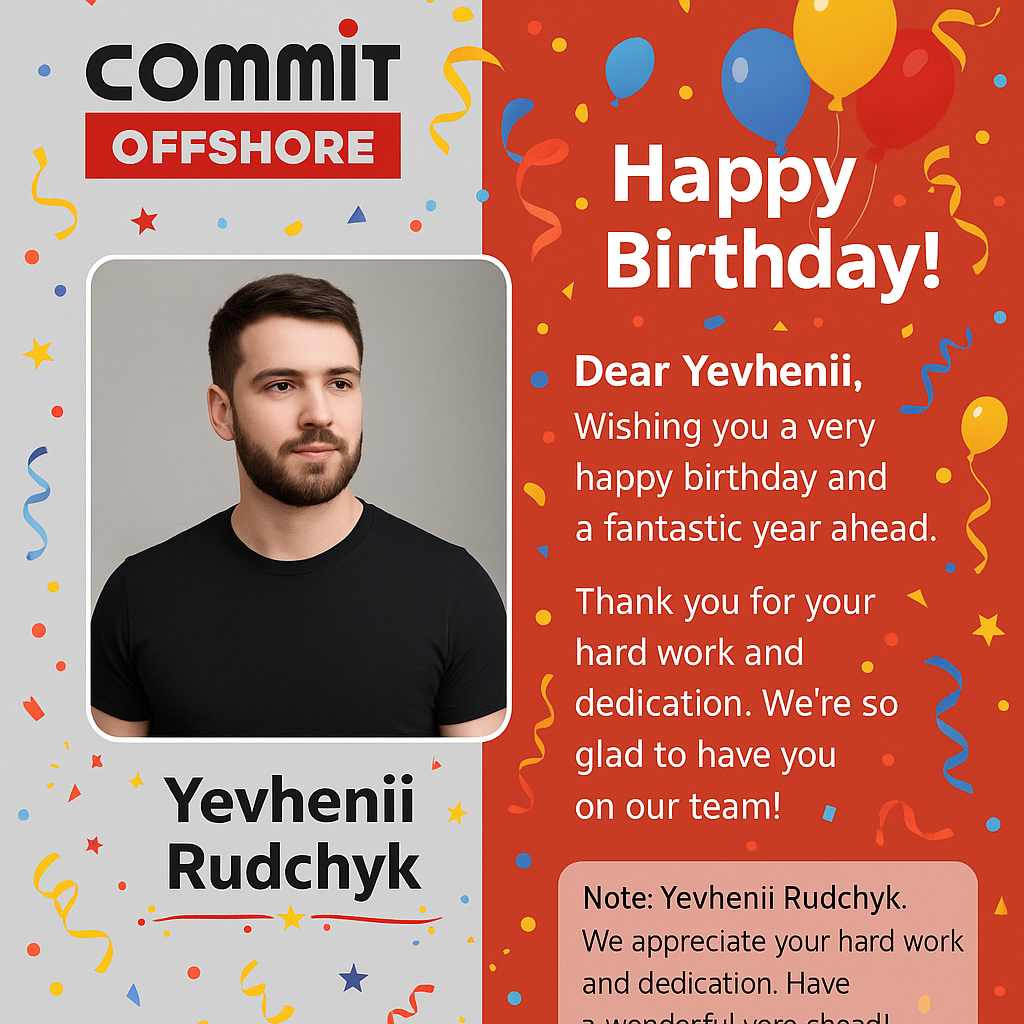 COMMIT
OFFSHORE
Yevhenii
Rudchyk
Happy
Birthday!
Dear Yevhenii,
Wishing you a very
happy birthday and
a fantastic year ahead.
Thank you for your
hard work and
dedication. We're so
glad to have you
on our team!
Note: Yevhenii Rudchyk.
We appreciate your hard work
and dedication. Have
a wonderful